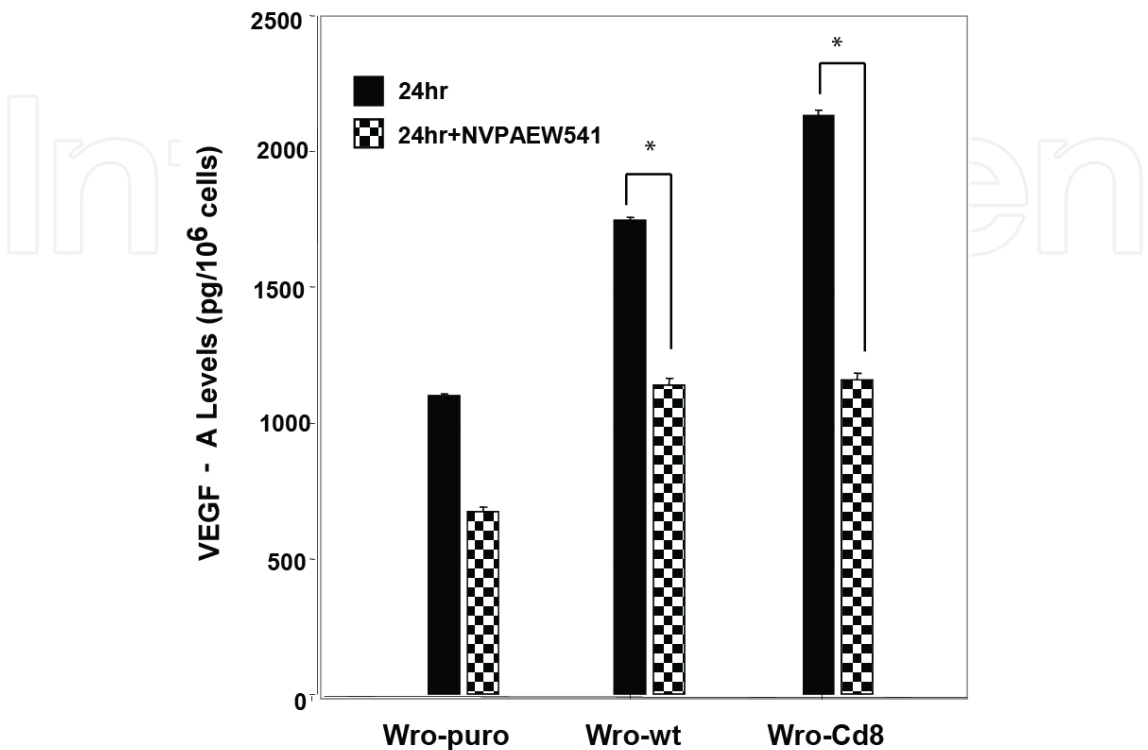 2500
2000
1500
1000
500
0
VEGF - A Levels (pg/10⁶ cells)
24hr
24hr+NVPAEW541
*
*
Wro-puro
Wro-wt
Wro-Cd8